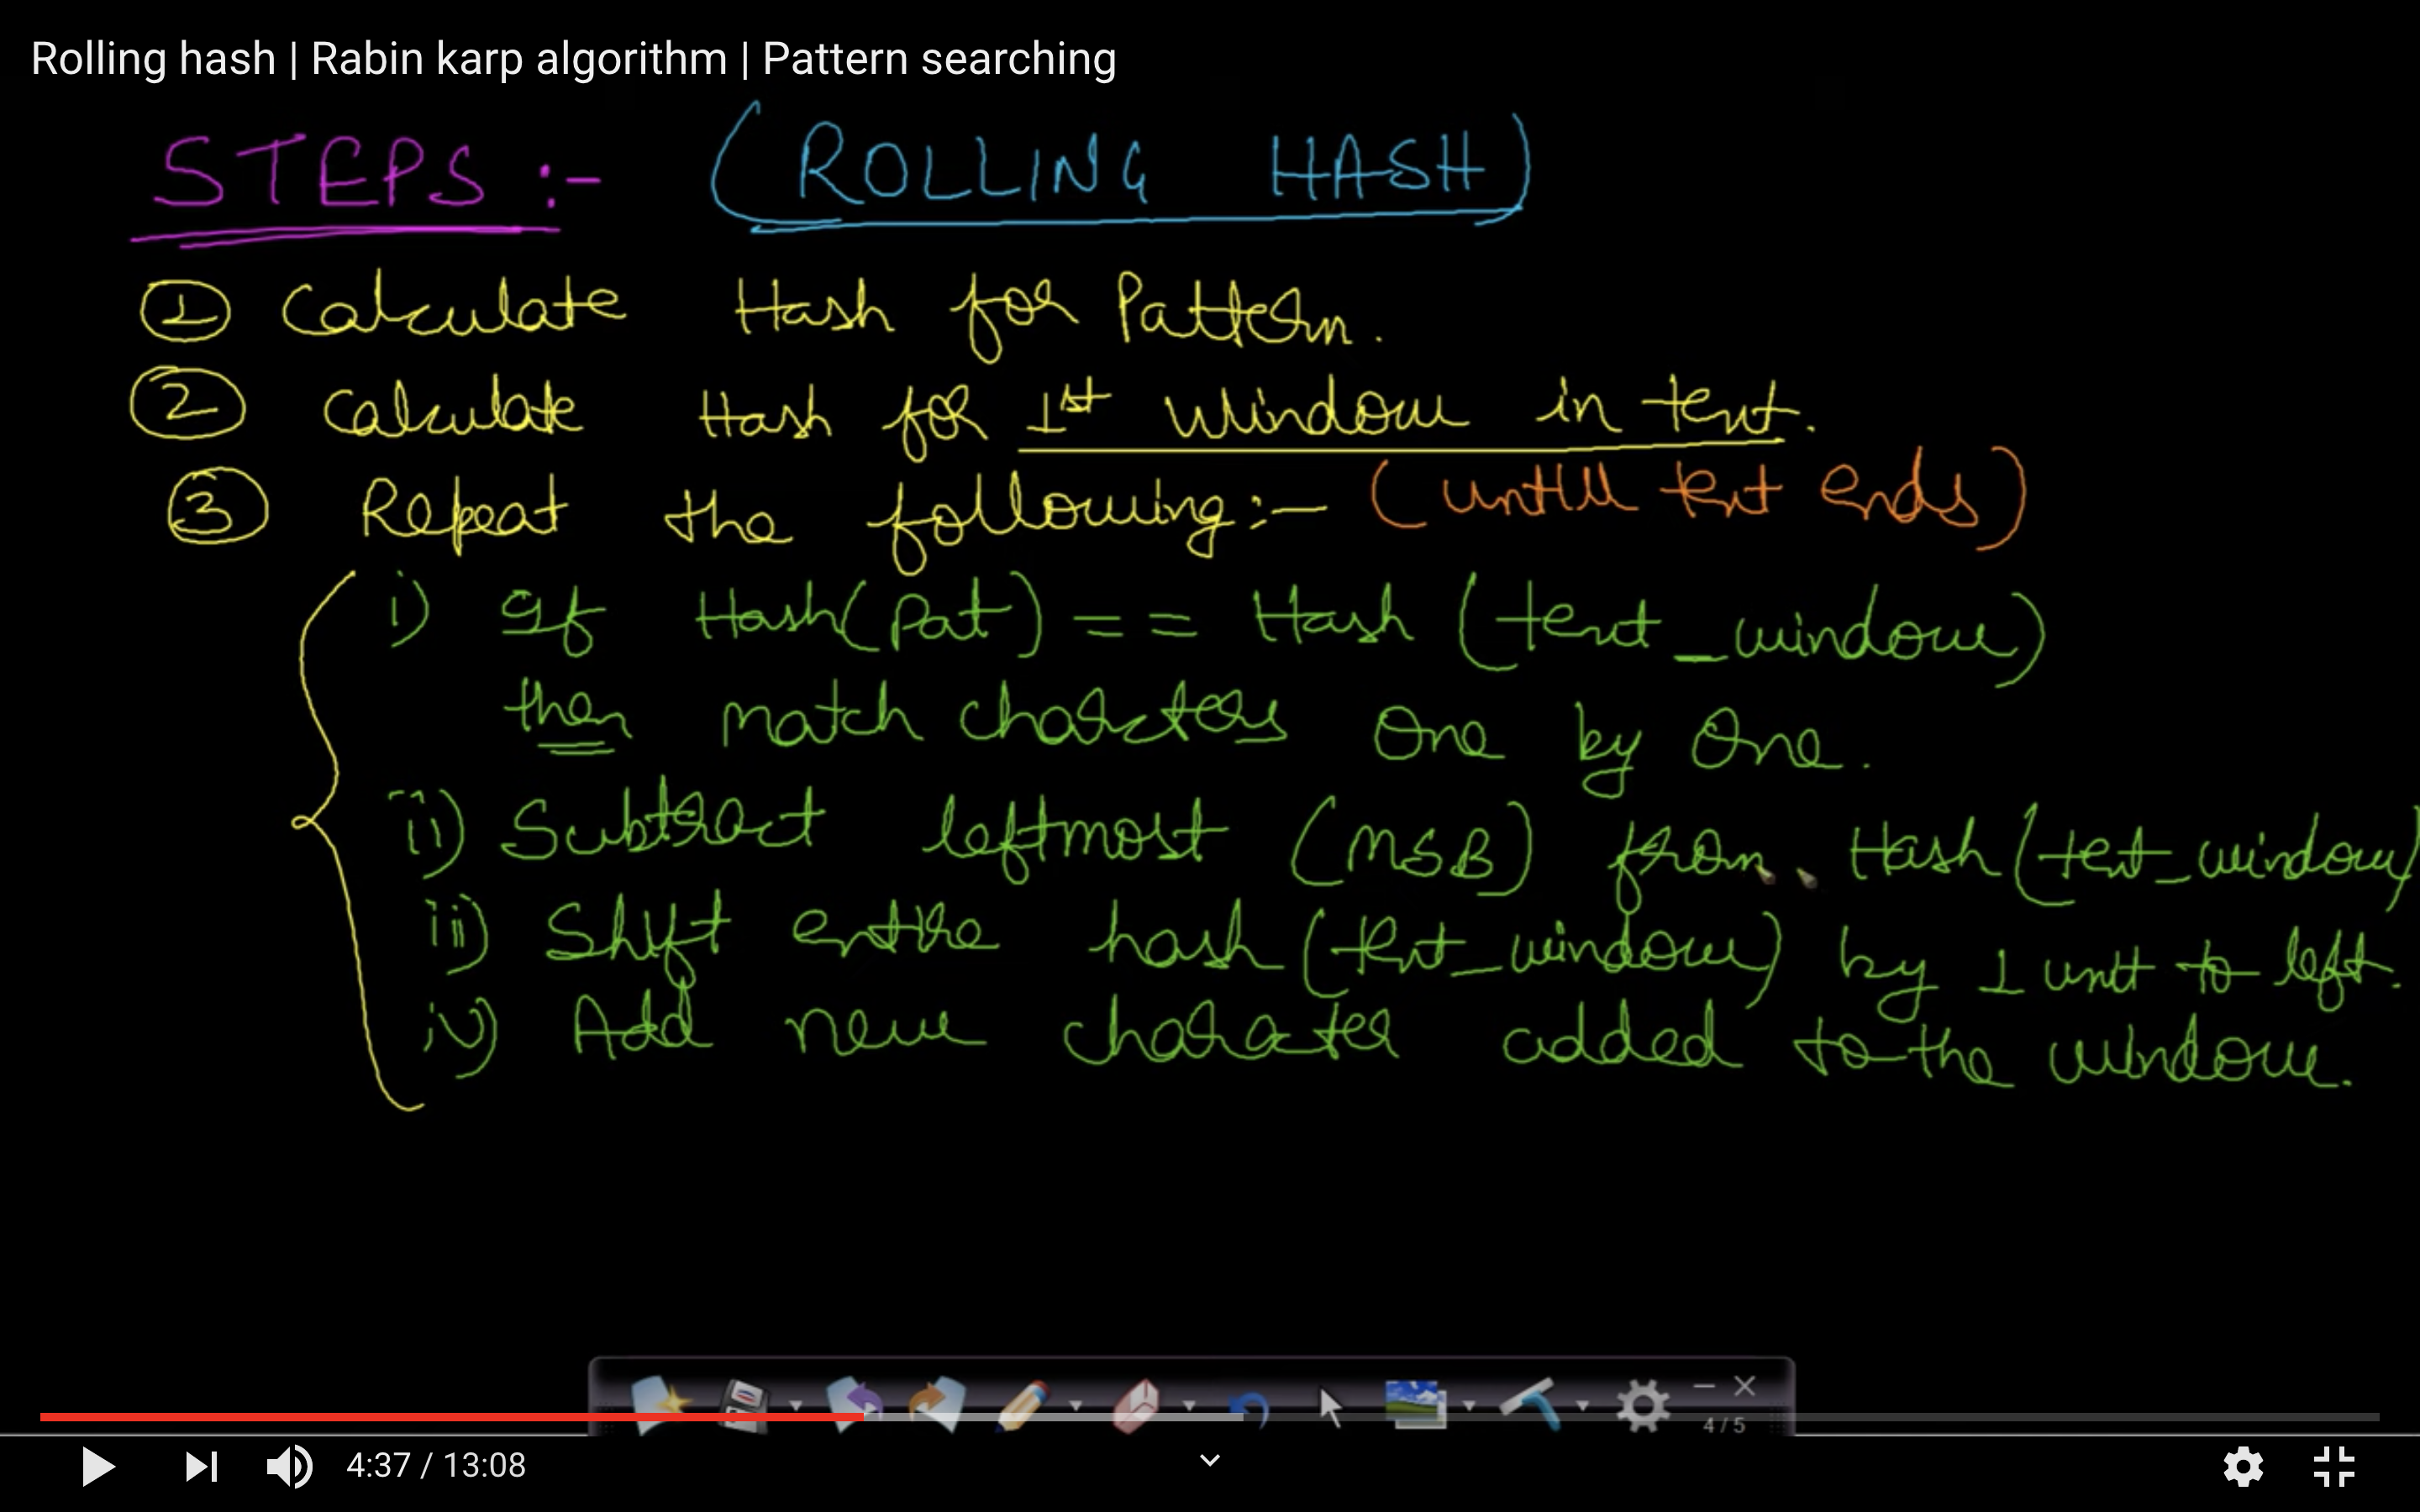 Rolling hash | Rabin karp algorithm | Pattern searching
STEPS :- (ROLLING HASH)
1 Calculate Hash for Pattern.
2 Calculate Hash for 1st Window in text.
3 Repeat the following :- (untill text ends)
i) If Hash(Pat) == Hash (text_window)
then match characters one by one.
ii) Subtract leftmost (MSB) from Hash (text_window)
iii) Shift entire hash (text_window) by 1 unit to left.
iv) Add new charater added to the window.
4/5
4:37 / 13:08